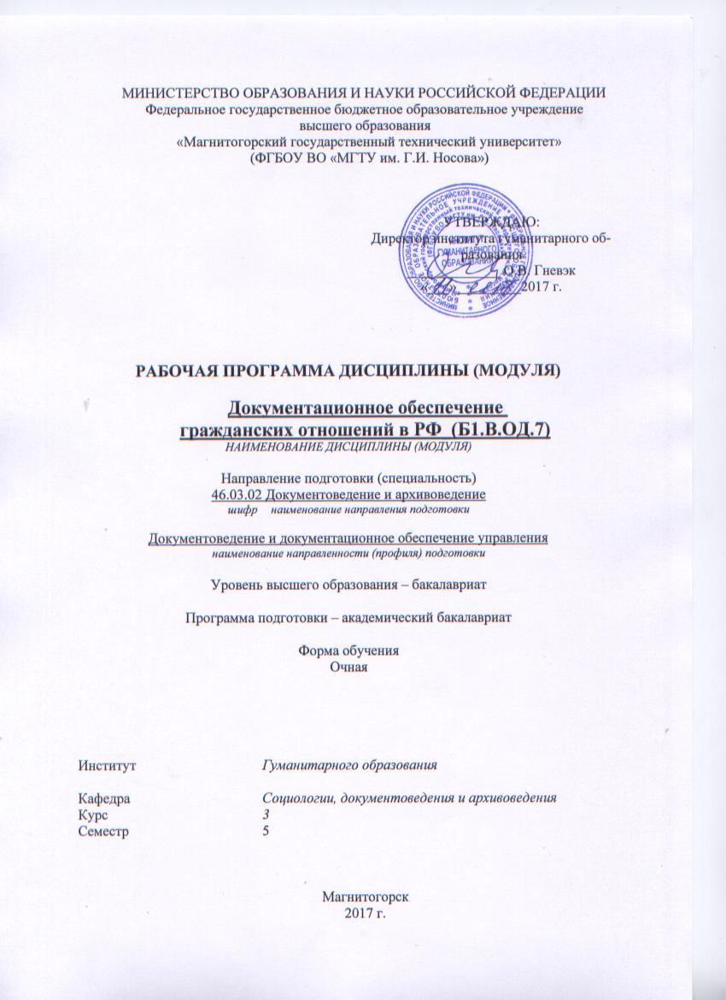 МИНИСТЕРСТВО ОБРАЗОВАНИЯ И НАУКИ РОССИЙСКОЙ ФЕДЕРАЦИИ
Федеральное государственное бюджетное образовательное учреждение
высшего образования
«Магнитогорский государственный технический университет»
(ФГБОУ ВО «МГТУ им. Г.И. Носова»)
УТВЕРЖДАЮ:
Директор института гуманитарного об-
разования
О.В. Гневэк
2017 г.
РАБОЧАЯ ПРОГРАММА ДИСЦИПЛИНЫ (МОДУЛЯ)
Документационное обеспечение
гражданских отношений в РФ (Б1.В.ОД.7)
НАИМЕНОВАНИЕ ДИСЦИПЛИНЫ (МОДУЛЯ)
Направление подготовки (специальность)
46.03.02 Документоведение и архивоведение
шифр наименование направления подготовки
Документоведение и документационное обеспечение управления
наименование направленности (профиля) подготовки
Уровень высшего образования – бакалавриат
Программа подготовки – академический бакалавриат
Форма обучения
Очная
Институт Гуманитарного образования
Кафедра Социологии, документоведения и архивоведения
Курс 3
Семестр 5
Магнитогорск
2017 г.